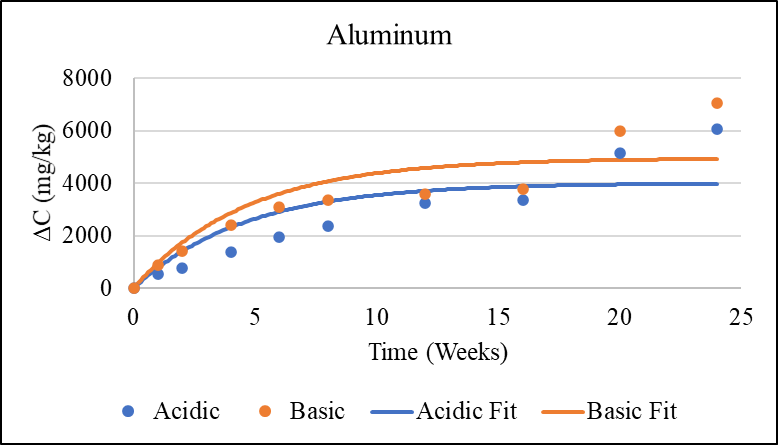 Aluminum
8000
6000
4000
2000
0
ΔC (mg/kg)
0 5 10 15 20 25
Time (Weeks)
Acidic Basic Acidic Fit Basic Fit